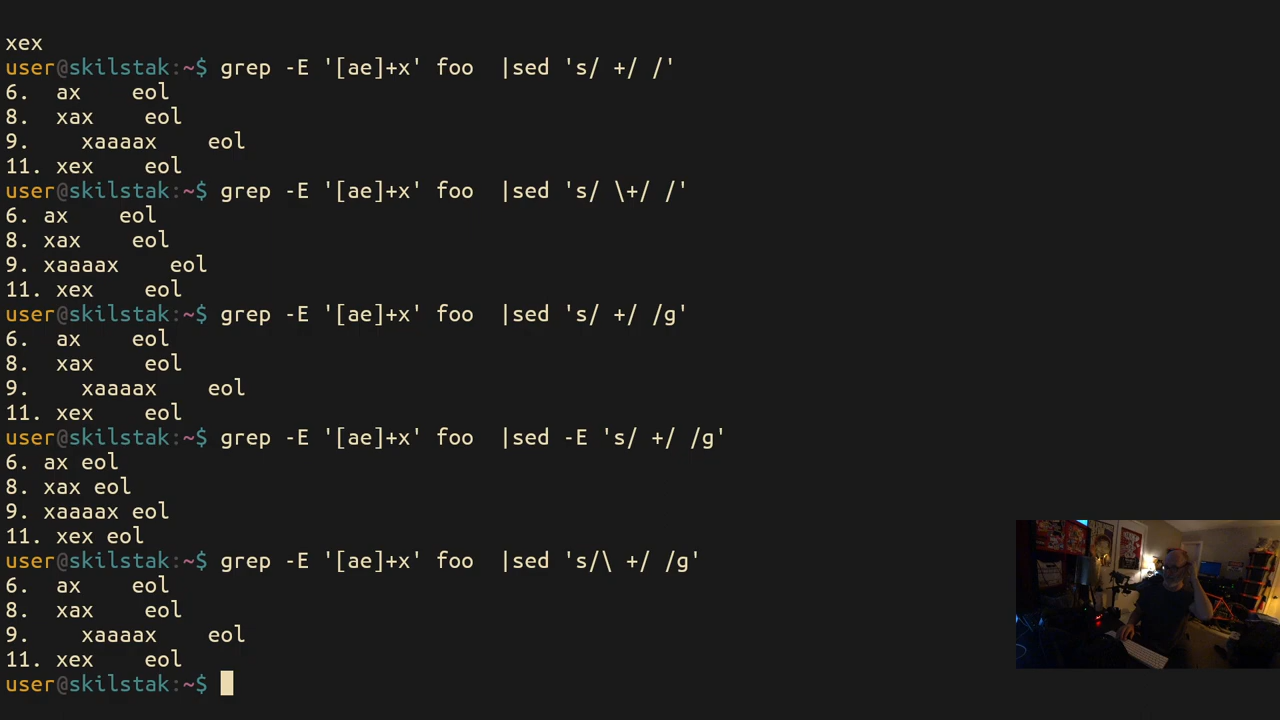 xex
user@skilstak:~$ grep -E '[ae]+x' foo  |sed 's/ +/ /'
6.  ax    eol
8.  xax    eol
9.    xaaaax    eol
11. xex    eol
user@skilstak:~$ grep -E '[ae]+x' foo  |sed 's/ \+/ /'
6. ax    eol
8. xax    eol
9. xaaaax    eol
11. xex    eol
user@skilstak:~$ grep -E '[ae]+x' foo  |sed 's/ +/ /g'
6.  ax    eol
8.  xax    eol
9.    xaaaax    eol
11. xex    eol
user@skilstak:~$ grep -E '[ae]+x' foo  |sed -E 's/ +/ /g'
6. ax eol
8. xax eol
9. xaaaax eol
11. xex eol
user@skilstak:~$ grep -E '[ae]+x' foo  |sed 's/\ +/ /g'
6.  ax    eol
8.  xax    eol
9.    xaaaax    eol
11. xex    eol
user@skilstak:~$